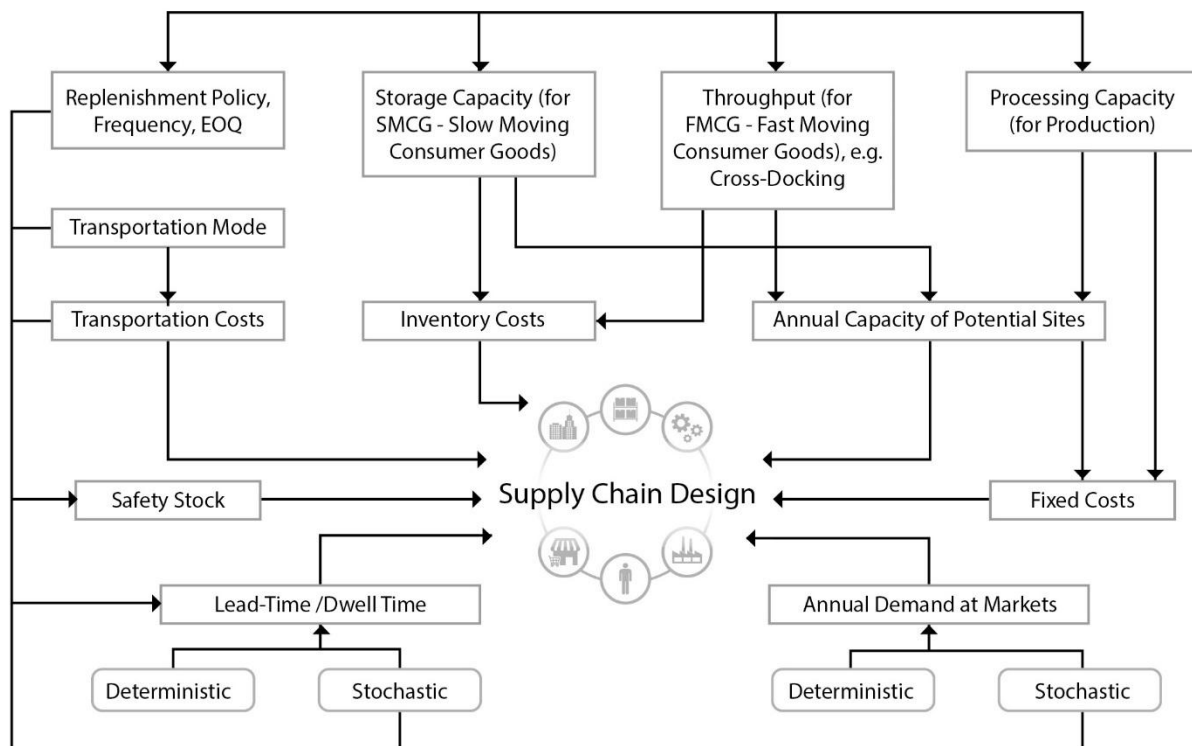 Replenishment Policy,
Frequency, EOQ
Storage Capacity (for
SMCG - Slow Moving
Consumer Goods)
Throughput (for
FMCG - Fast Moving
Consumer Goods), e.g.
Cross-Docking
Processing Capacity
(for Production)
Transportation Mode
Transportation Costs
Inventory Costs
Annual Capacity of Potential Sites
Safety Stock
Supply Chain Design
Fixed Costs
Lead-Time /Dwell Time
Annual Demand at Markets
Deterministic
Stochastic
Deterministic
Stochastic